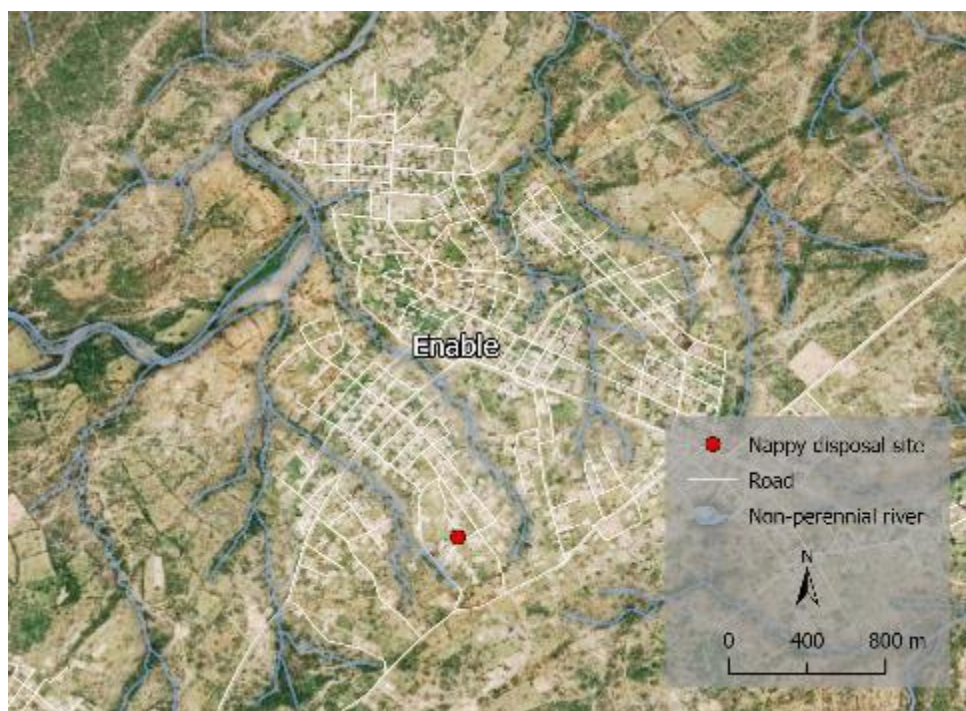 Enable
Nappy disposal site
Road
Non-perennial river
N
0 400 800 m